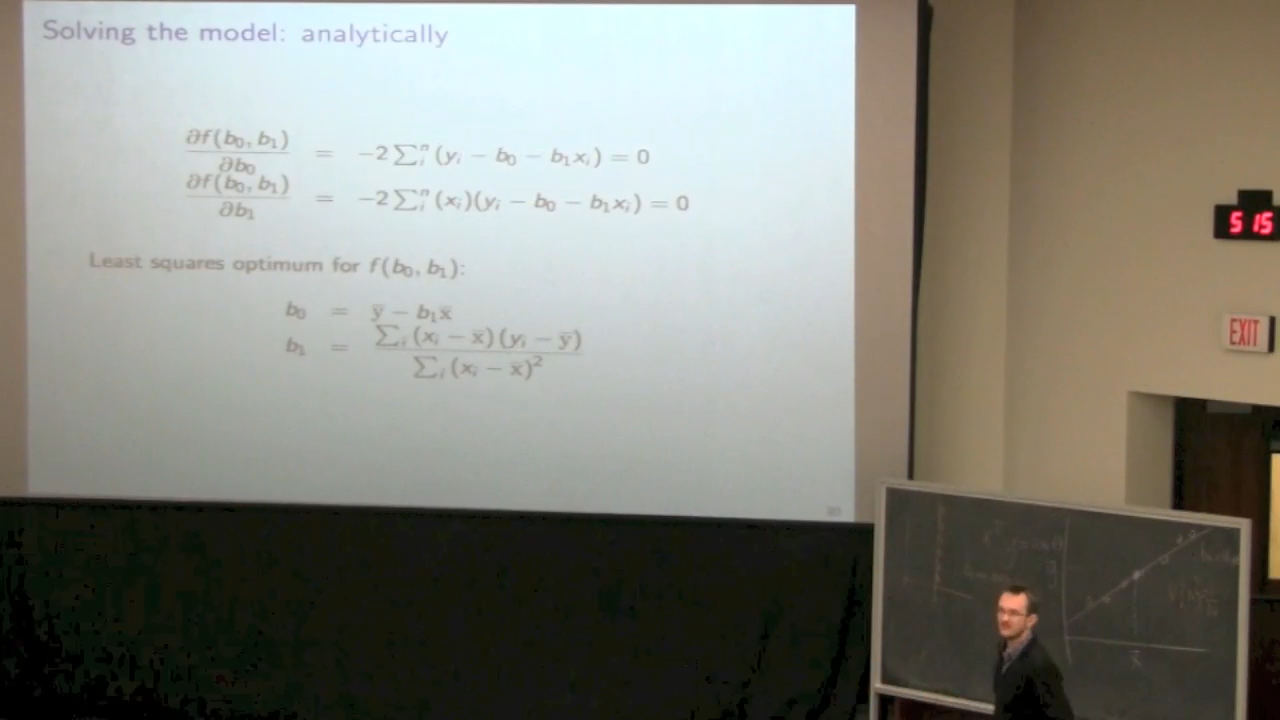 Solving the model: analytically
∂f(b₀, b₁)/∂b₀ = −2∑ᵢⁿ(yᵢ − b₀ − b₁xᵢ) = 0
∂f(b₀, b₁)/∂b₁ = −2∑ᵢⁿ(xᵢ)(yᵢ − b₀ − b₁xᵢ) = 0
Least squares optimum for f(b₀, b₁):
b₀ = ȳ − b₁x̄
b₁ = ∑ᵢ(xᵢ − x̄)(yᵢ − ȳ)/∑ᵢ(xᵢ − x̄)²
5 15
EXIT
ȳ
x̄